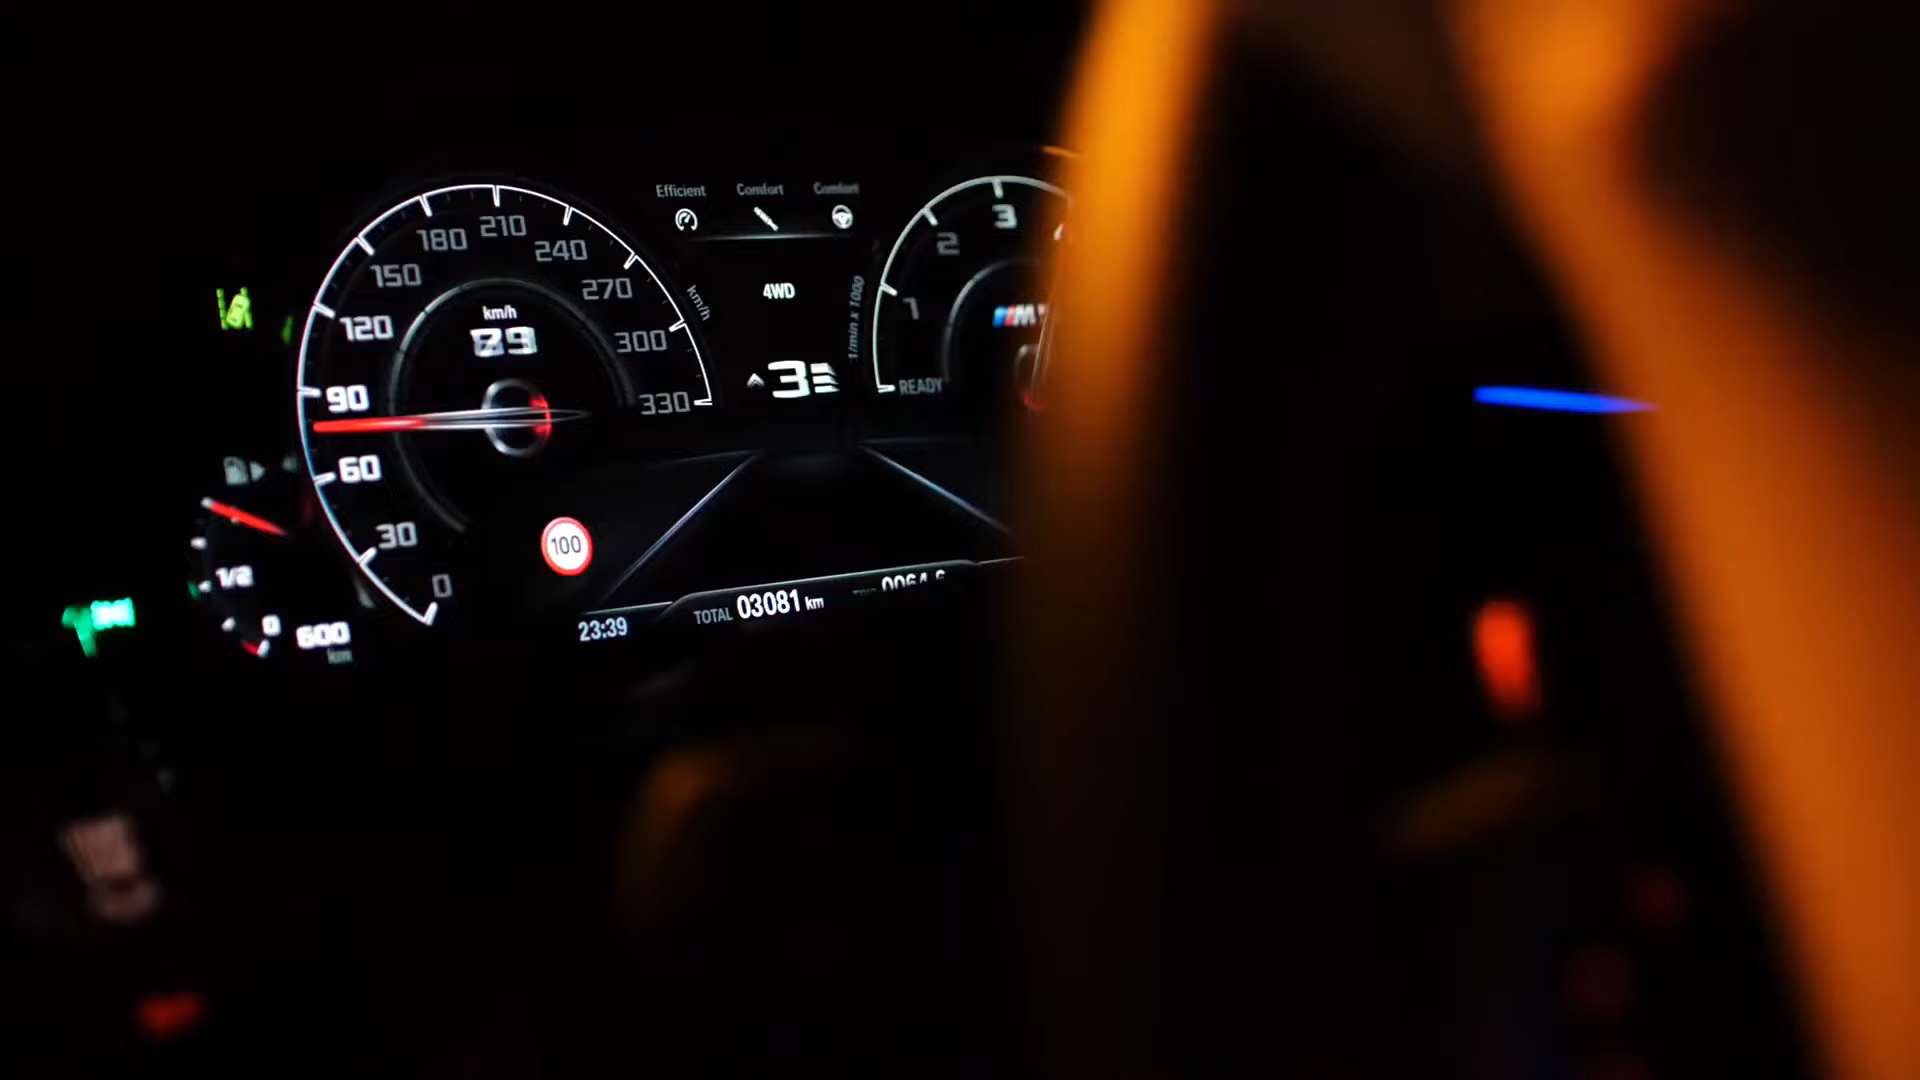 Efficient Comfort Comfort
210
180
240
150
270
km/h
120
300
90
330
60
30
0
km/h
4WD
3
1/min x 1000
3
2
1
READY
M
100
1/2
0
600
km
23:39
TOTAL 03081 km